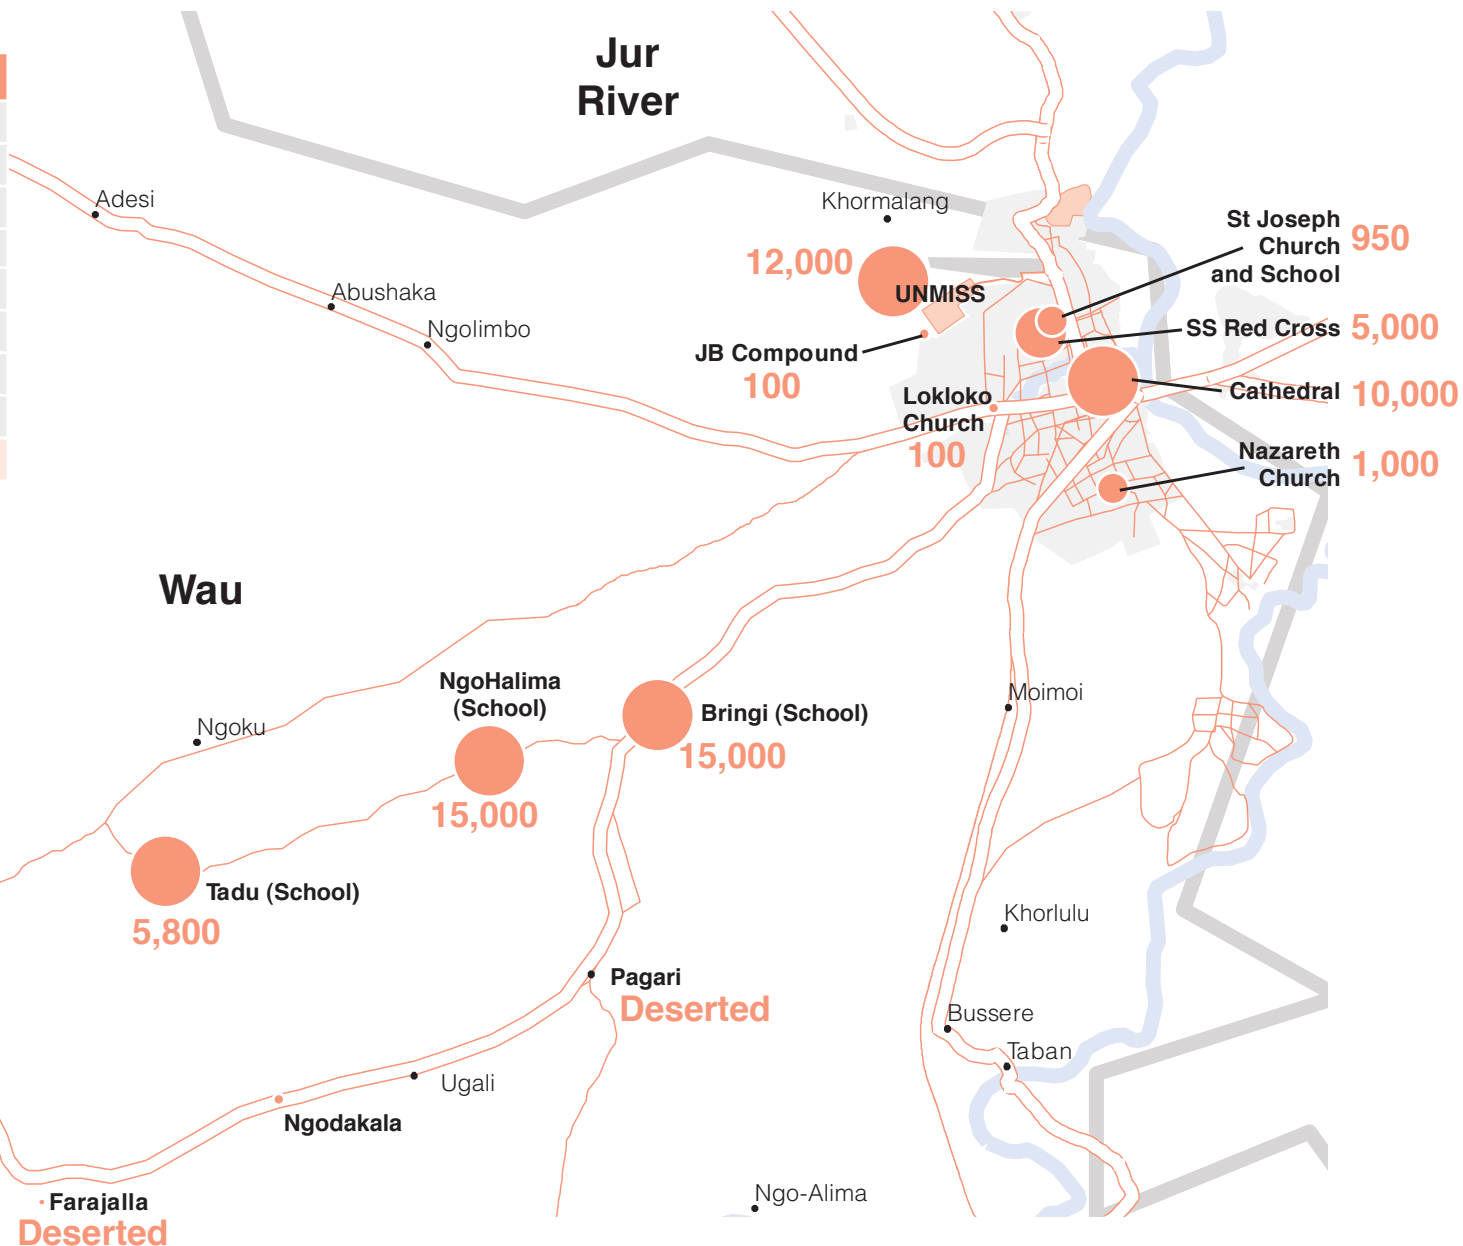 Jur
River
Adesi
Khormalang
St Joseph
Church
and School
950
12,000
UNMISS
Abushaka
Ngolimbo
SS Red Cross
5,000
JB Compound
100
Cathedral
10,000
Lokloko
Church
100
Nazareth
Church
1,000
Wau
NgoHalima
(School)
15,000
Bringi (School)
15,000
Moimoi
Ngoku
Tadu (School)
5,800
Khorlulu
Pagari
Deserted
Bussere
Taban
Ugali
Ngodakala
Farajalla
Deserted
Ngo-Alima